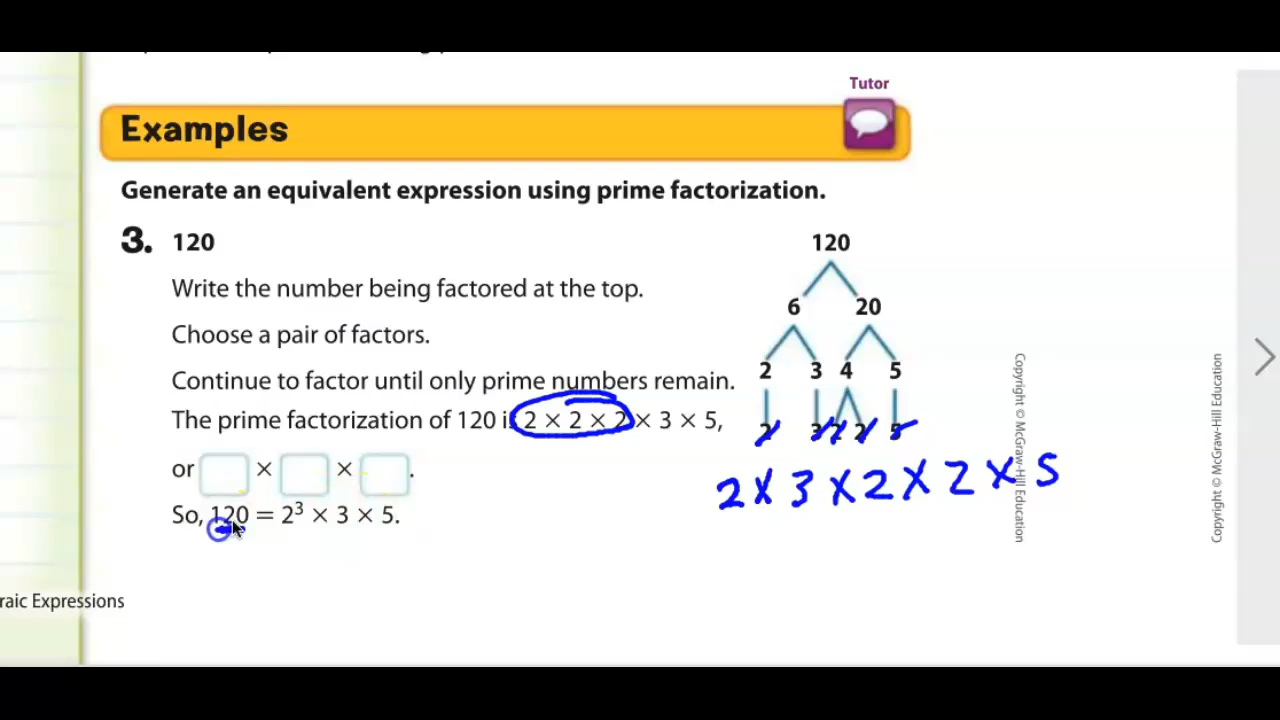 Tutor
Examples
Generate an equivalent expression using prime factorization.
3. 120
Write the number being factored at the top.
Choose a pair of factors.
Continue to factor until only prime numbers remain.
The prime factorization of 120 is 2 × 2 × 2 × 3 × 5,
or × × .
So, 120 = 2³ × 3 × 5.
120
6 20
2 3 4 5
2 3 2 2 5
2 × 3 × 2 × 2 × 5
Copyright © McGraw-Hill Education
Copyright © McGraw-Hill Education
raic Expressions